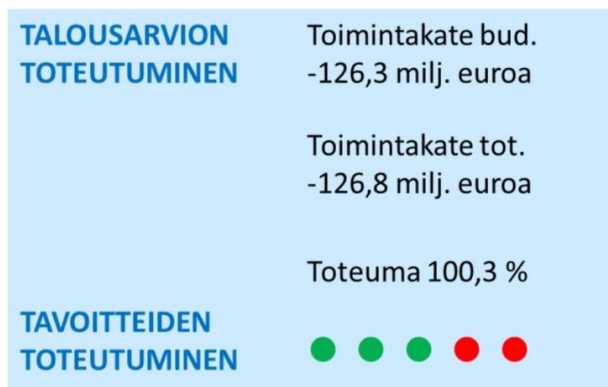 TALOUSARVION
TOTEUTUMINEN
Toimintakate bud.
-126,3 milj. euroa
Toimintakate tot.
-126,8 milj. euroa
Toteuma 100,3 %
TAVOITTEIDEN
TOTEUTUMINEN